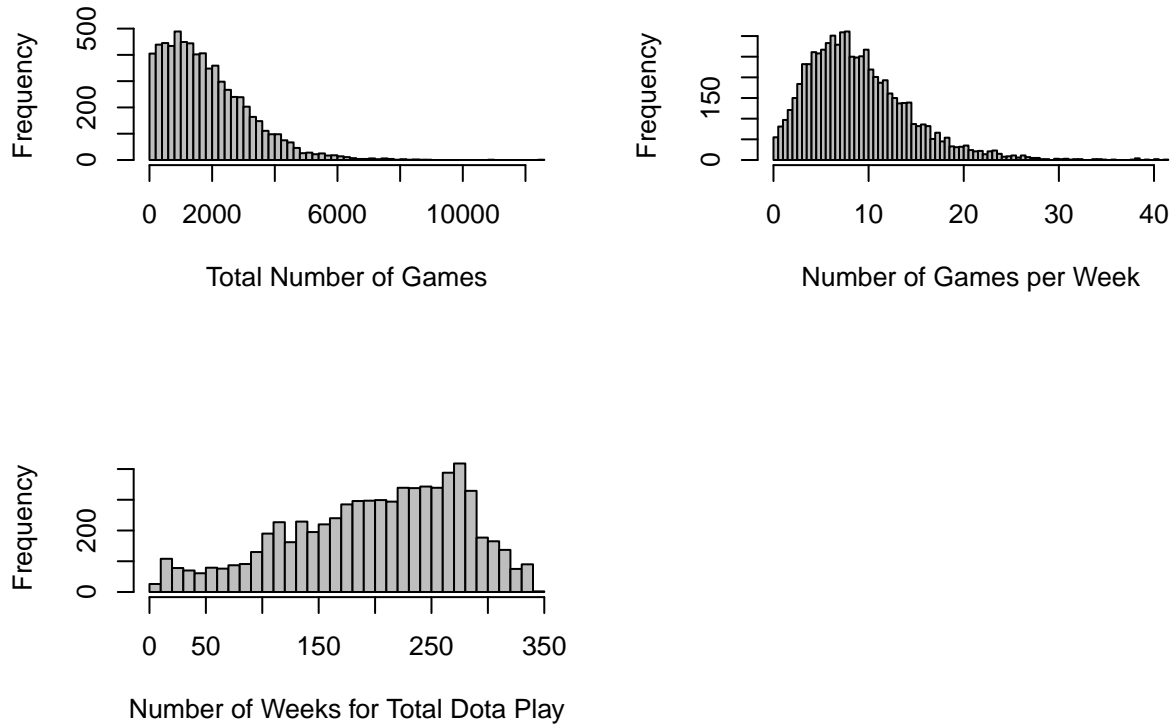 Frequency
500
200
0
0 2000 6000 10000
Total Number of Games
Frequency
150
0
0 10 20 30 40
Number of Games per Week
Frequency
200
0
0 50 150 250 350
Number of Weeks for Total Dota Play